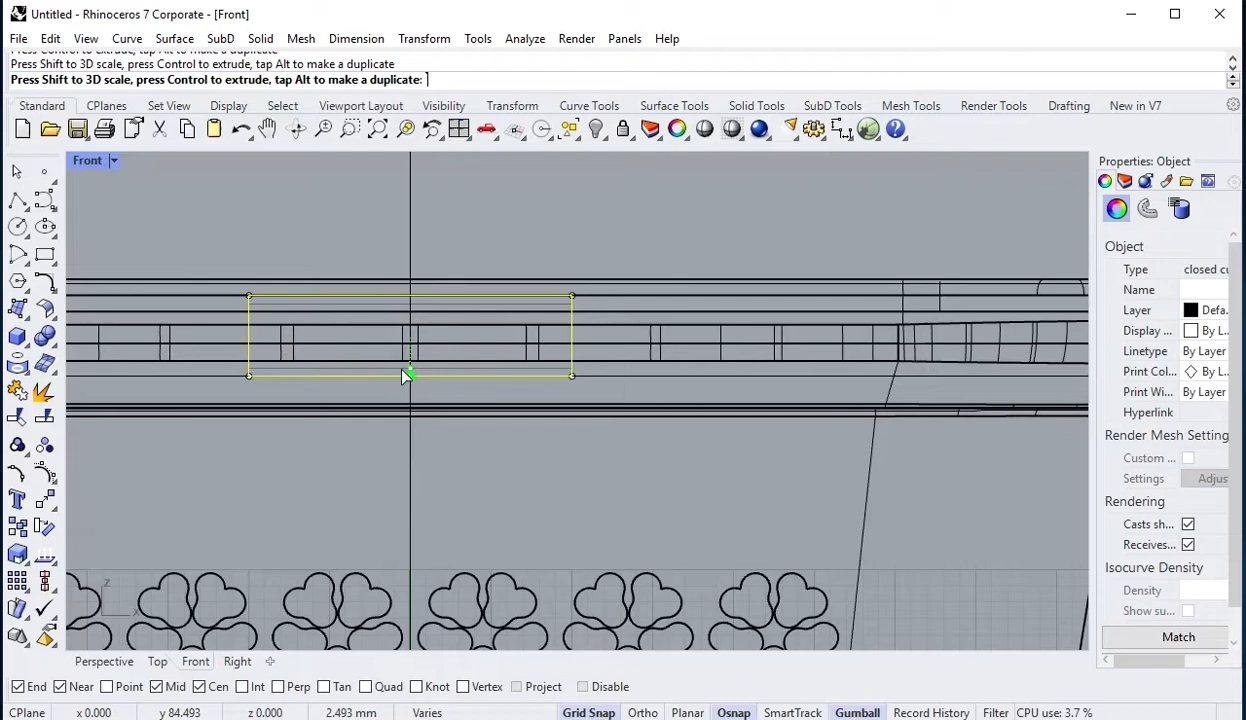 Untitled - Rhinoceros 7 Corporate - [Front]
File Edit View Curve Surface SubD Solid Mesh Dimension Transform Tools Analyze Render Panels Help
Press Shift to 3D scale, press Control to extrude, tap Alt to make a duplicate
Press Shift to 3D scale, press Control to extrude, tap Alt to make a duplicate:
Standard CPlanes Set View Display Select Viewport Layout Visibility Transform Curve Tools Surface Tools Solid Tools SubD Tools Mesh Tools Render Tools Drafting New in V7
Front
Properties: Object
Object
Type closed cu
Name
Layer Defa.
Display ... By L
Linetype By Layer
Print Col... By L
Print Wi... By Layer
Hyperlink
Render Mesh Setting
Custom ...
Settings Adjus
Rendering
Casts sh...
Receives...
Isocurve Density
Density
Show su...
Match
z
x
Perspective Top Front Right
End Near Point Mid Cen Int Perp Tan Quad Knot Vertex Project Disable
CPlane x 0.000 y 84.493 z 0.000 2.493 mm Varies Grid Snap Ortho Planar Osnap SmartTrack Gumball Record History Filter CPU use: 3.7 %